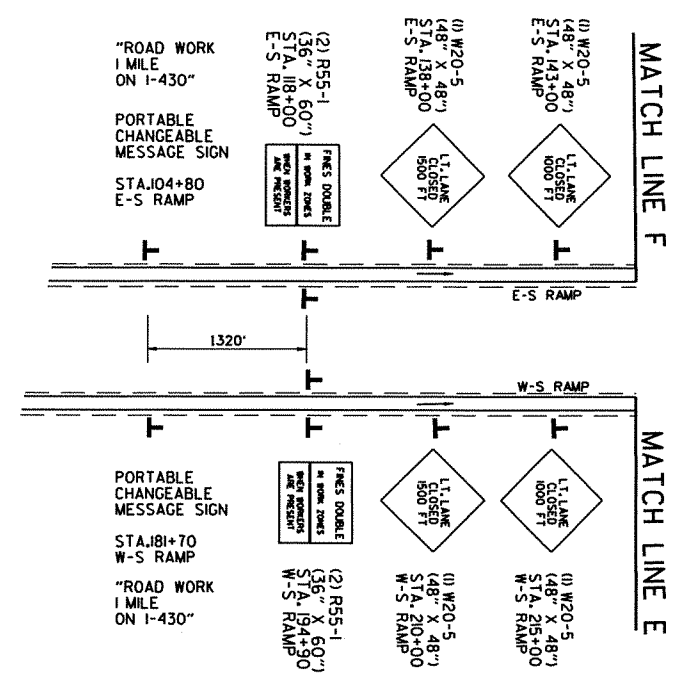 "ROAD WORK
1 MILE
ON I-430"
PORTABLE
CHANGEABLE
MESSAGE SIGN
STA.104+80
E-S RAMP
(2) R55-1
(36" X 60")
STA. 118+00
E-S RAMP
FINES DOUBLE
IN WORK ZONES
WHEN WORKERS
ARE PRESENT
(1) W20-5
(48" X 48")
STA. 138+00
E-S RAMP
LT. LANE
CLOSED
1500 FT
(1) W20-5
(48" X 48")
STA. 143+00
E-S RAMP
LT. LANE
CLOSED
1000 FT
MATCH LINE F
E-S RAMP
1320'
W-S RAMP
PORTABLE
CHANGEABLE
MESSAGE SIGN
STA.181+70
W-S RAMP
"ROAD WORK
1 MILE
ON I-430"
FINES DOUBLE
IN WORK ZONES
WHEN WORKERS
ARE PRESENT
(2) R55-1
(36" X 60")
STA. 194+90
W-S RAMP
LT. LANE
CLOSED
1500 FT
(1) W20-5
(48" X 48")
STA. 210+00
W-S RAMP
LT. LANE
CLOSED
1000 FT
(1) W20-5
(48" X 48")
STA. 215+00
W-S RAMP
MATCH LINE E